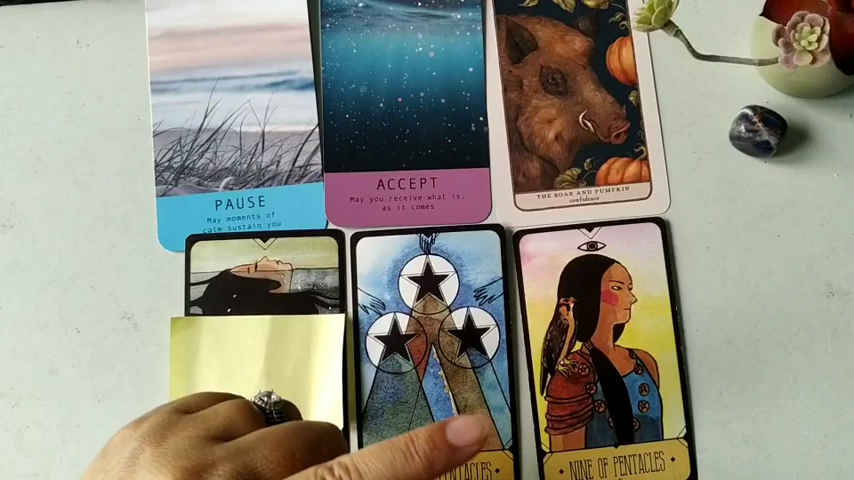 PAUSE
May moments of
calm sustain you
ACCEPT
May you receive what is,
as it comes
THE BOAR AND PUMPKIN
confidence
PENTACLES
NINE OF PENTACLES